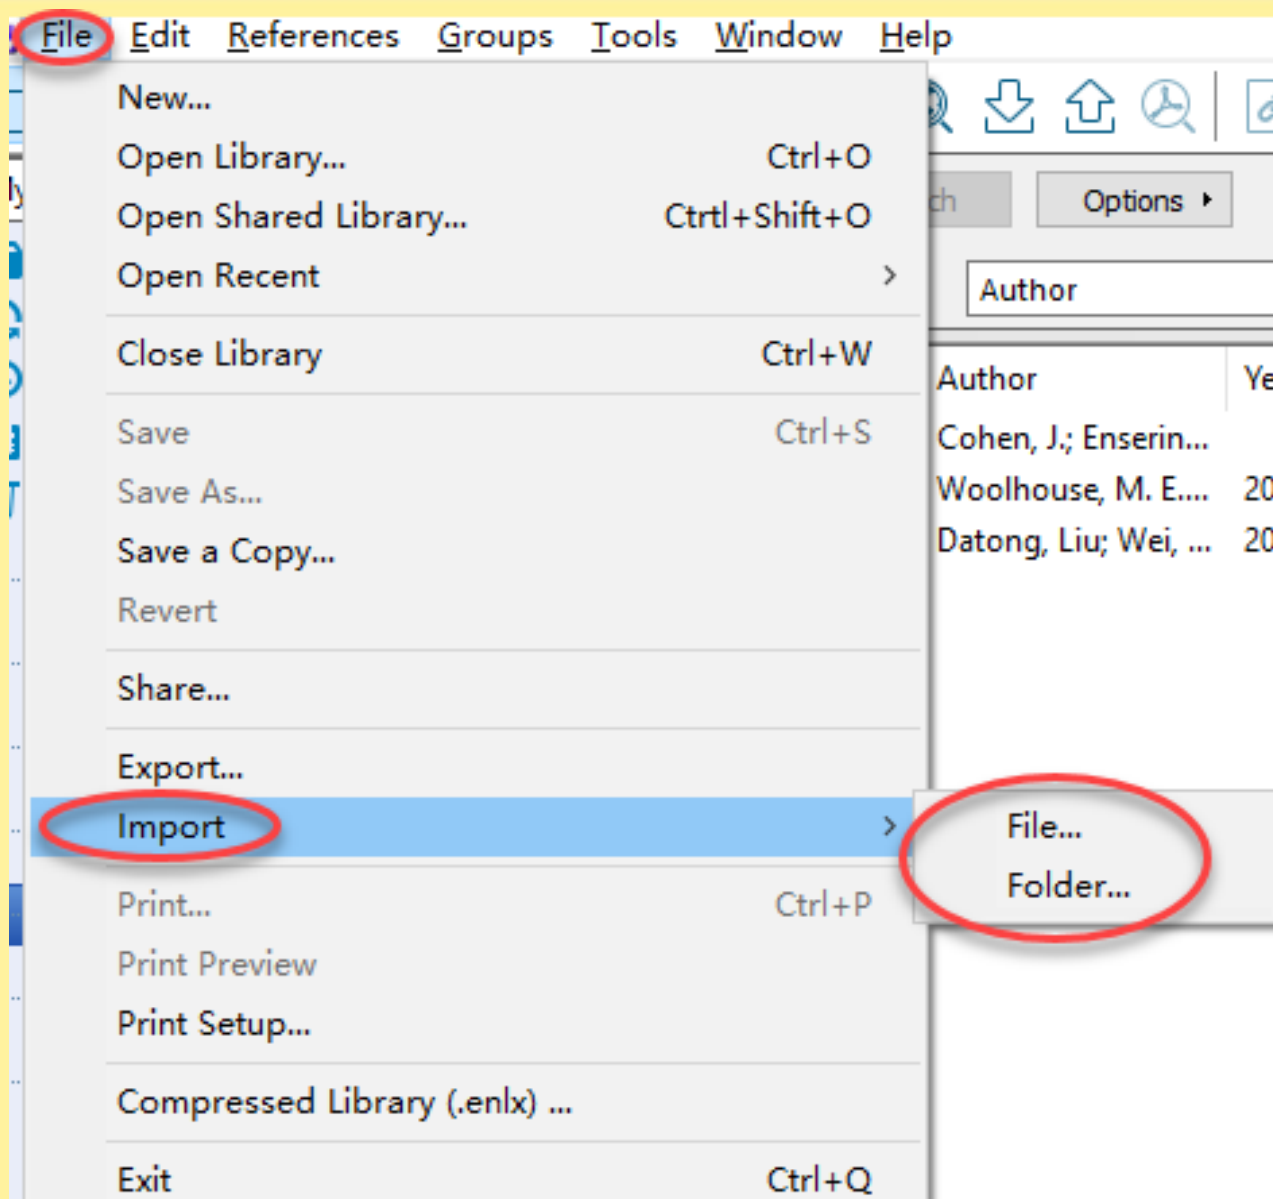 File Edit References Groups Tools Window Help
New...
Open Library... Ctrl+O
Open Shared Library... Ctrtl+Shift+O
Open Recent >
Close Library Ctrl+W
Save Ctrl+S
Save As...
Save a Copy...
Revert
Share...
Export...
Import >
Print... Ctrl+P
Print Preview
Print Setup...
Compressed Library (.enlx) ...
Exit Ctrl+Q
File...
Folder...
Options
Author
Author
Cohen, J.; Enserin...
Woolhouse, M. E....
Datong, Liu; Wei, ...